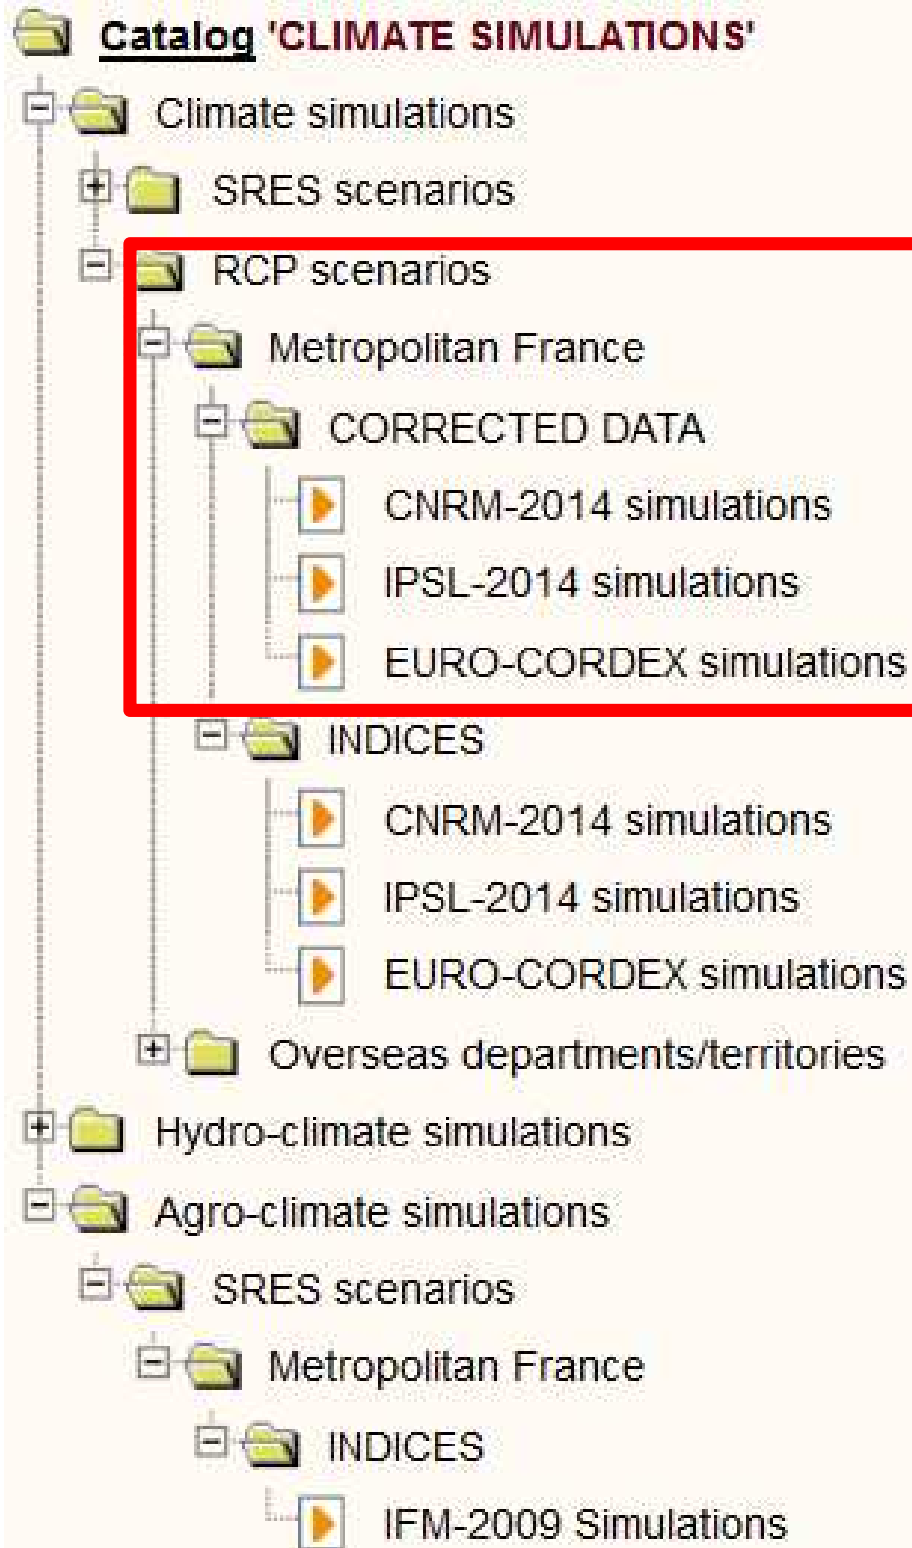 Catalog 'CLIMATE SIMULATIONS'
Climate simulations
SRES scenarios
RCP scenarios
Metropolitan France
CORRECTED DATA
CNRM-2014 simulations
IPSL-2014 simulations
EURO-CORDEX simulations
INDICES
CNRM-2014 simulations
IPSL-2014 simulations
EURO-CORDEX simulations
Overseas departments/territories
Hydro-climate simulations
Agro-climate simulations
SRES scenarios
Metropolitan France
INDICES
IFM-2009 Simulations